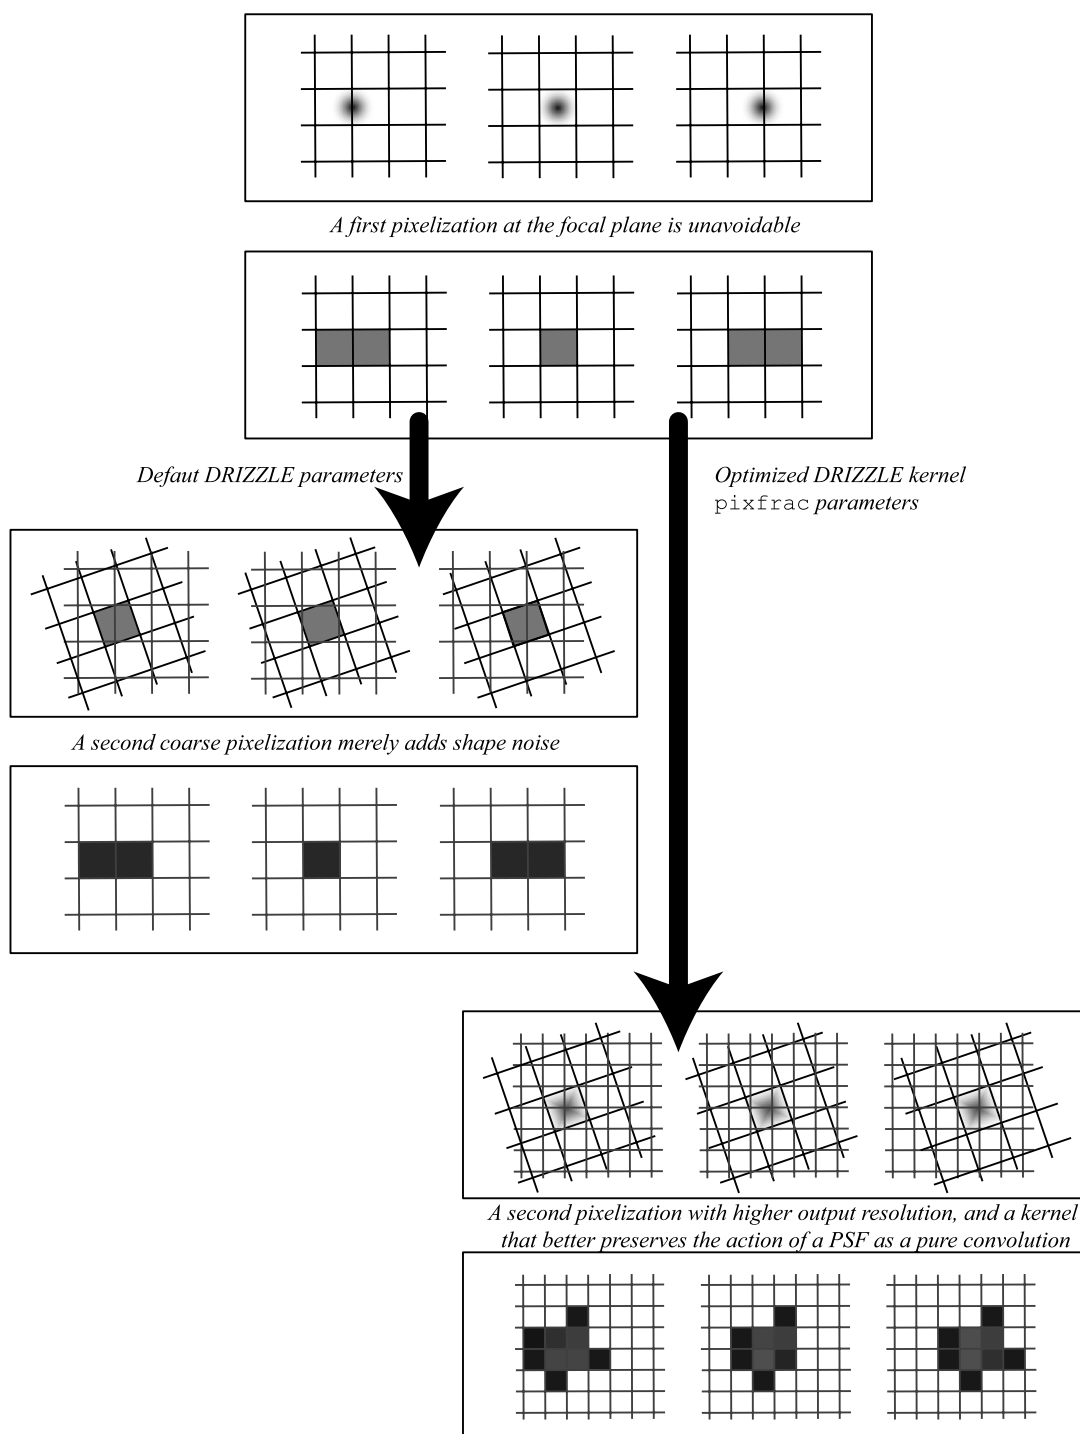 A first pixelization at the focal plane is unavoidable
Defaut DRIZZLE parameters
Optimized DRIZZLE kernel
pixfrac parameters
A second coarse pixelization merely adds shape noise
A second pixelization with higher output resolution, and a kernel
that better preserves the action of a PSF as a pure convolution